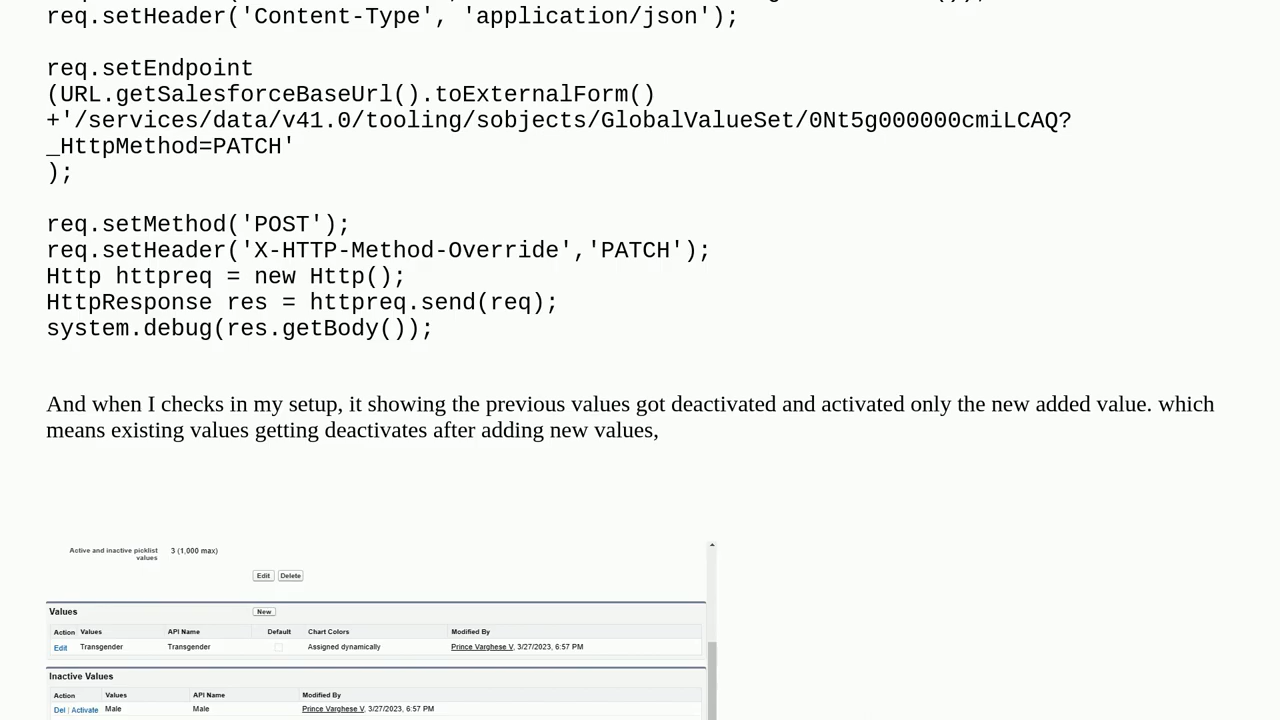 req.setHeader('Content-Type', 'application/json');
req.setEndpoint
(URL.getSalesforceBaseUrl().toExternalForm()
+'/services/data/v41.0/tooling/sobjects/GlobalValueSet/0Nt5g000000cmiLCAQ?
_HttpMethod=PATCH'
);
req.setMethod('POST');
req.setHeader('X-HTTP-Method-Override','PATCH');
Http httpreq = new Http();
HttpResponse res = httpreq.send(req);
system.debug(res.getBody());
And when I checks in my setup, it showing the previous values got deactivated and activated only the new added value. which
means existing values getting deactivates after adding new values,
Active and inactive picklist 3 (1,000 max)
values
Edit Delete
Values New
Action Values API Name Default Chart Colors Modified By
Edit Transgender Transgender Assigned dynamically Prince Varghese V, 3/27/2023, 6:57 PM
Inactive Values
Action Values API Name Modified By
Del | Activate Male Male Prince Varghese V, 3/27/2023, 6:57 PM